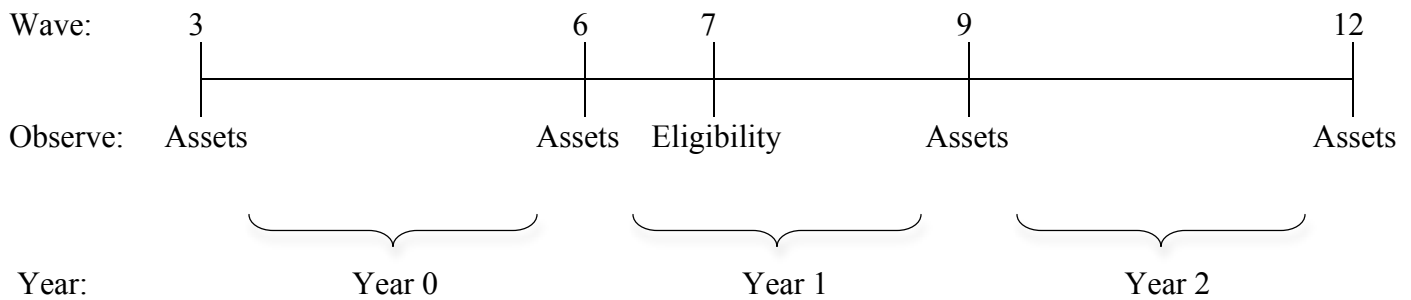 Wave: 3 6 7 9 12
Observe: Assets Assets Eligibility Assets Assets
Year: Year 0 Year 1 Year 2